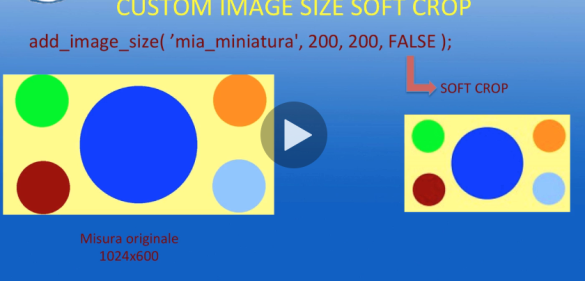 CUSTOM IMAGE SIZE SOFT CROP
add_image_size( ’mia_miniatura', 200, 200, FALSE );
SOFT CROP
Misura originale
1024x600